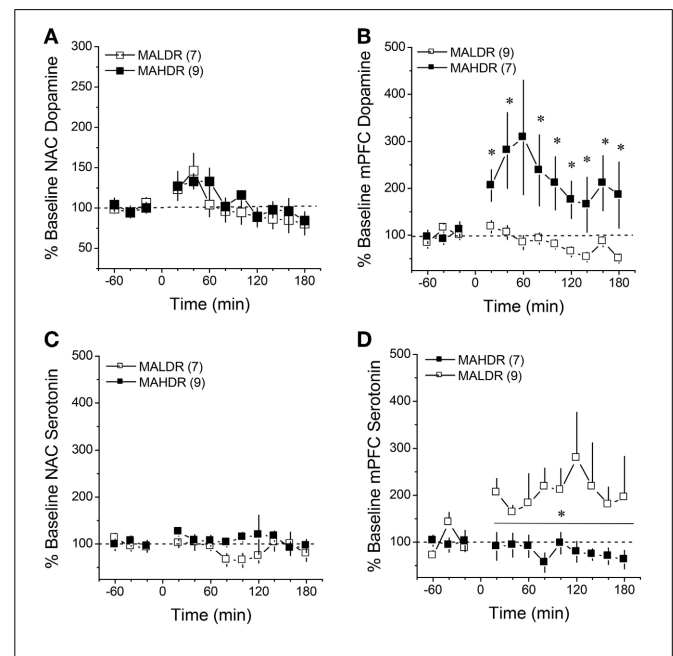 A
% Baseline NAC Dopamine
300
250
200
150
100
50
MALDR (7)
MAHDR (9)
-60 0 60 120 180
Time (min)
B
% Baseline mPFC Dopamine
500
400
300
200
100
MALDR (9)
MAHDR (7)
* * * * * * * *
-60 0 60 120 180
Time (min)
C
% Baseline NAC Serotonin
500
400
300
200
100
MALDR (7)
MAHDR (9)
-60 0 60 120 180
Time (min)
D
% Baseline mPFC Serotonin
500
400
300
200
100
MAHDR (7)
MALDR (9)
*
-60 0 60 120 180
Time (min)